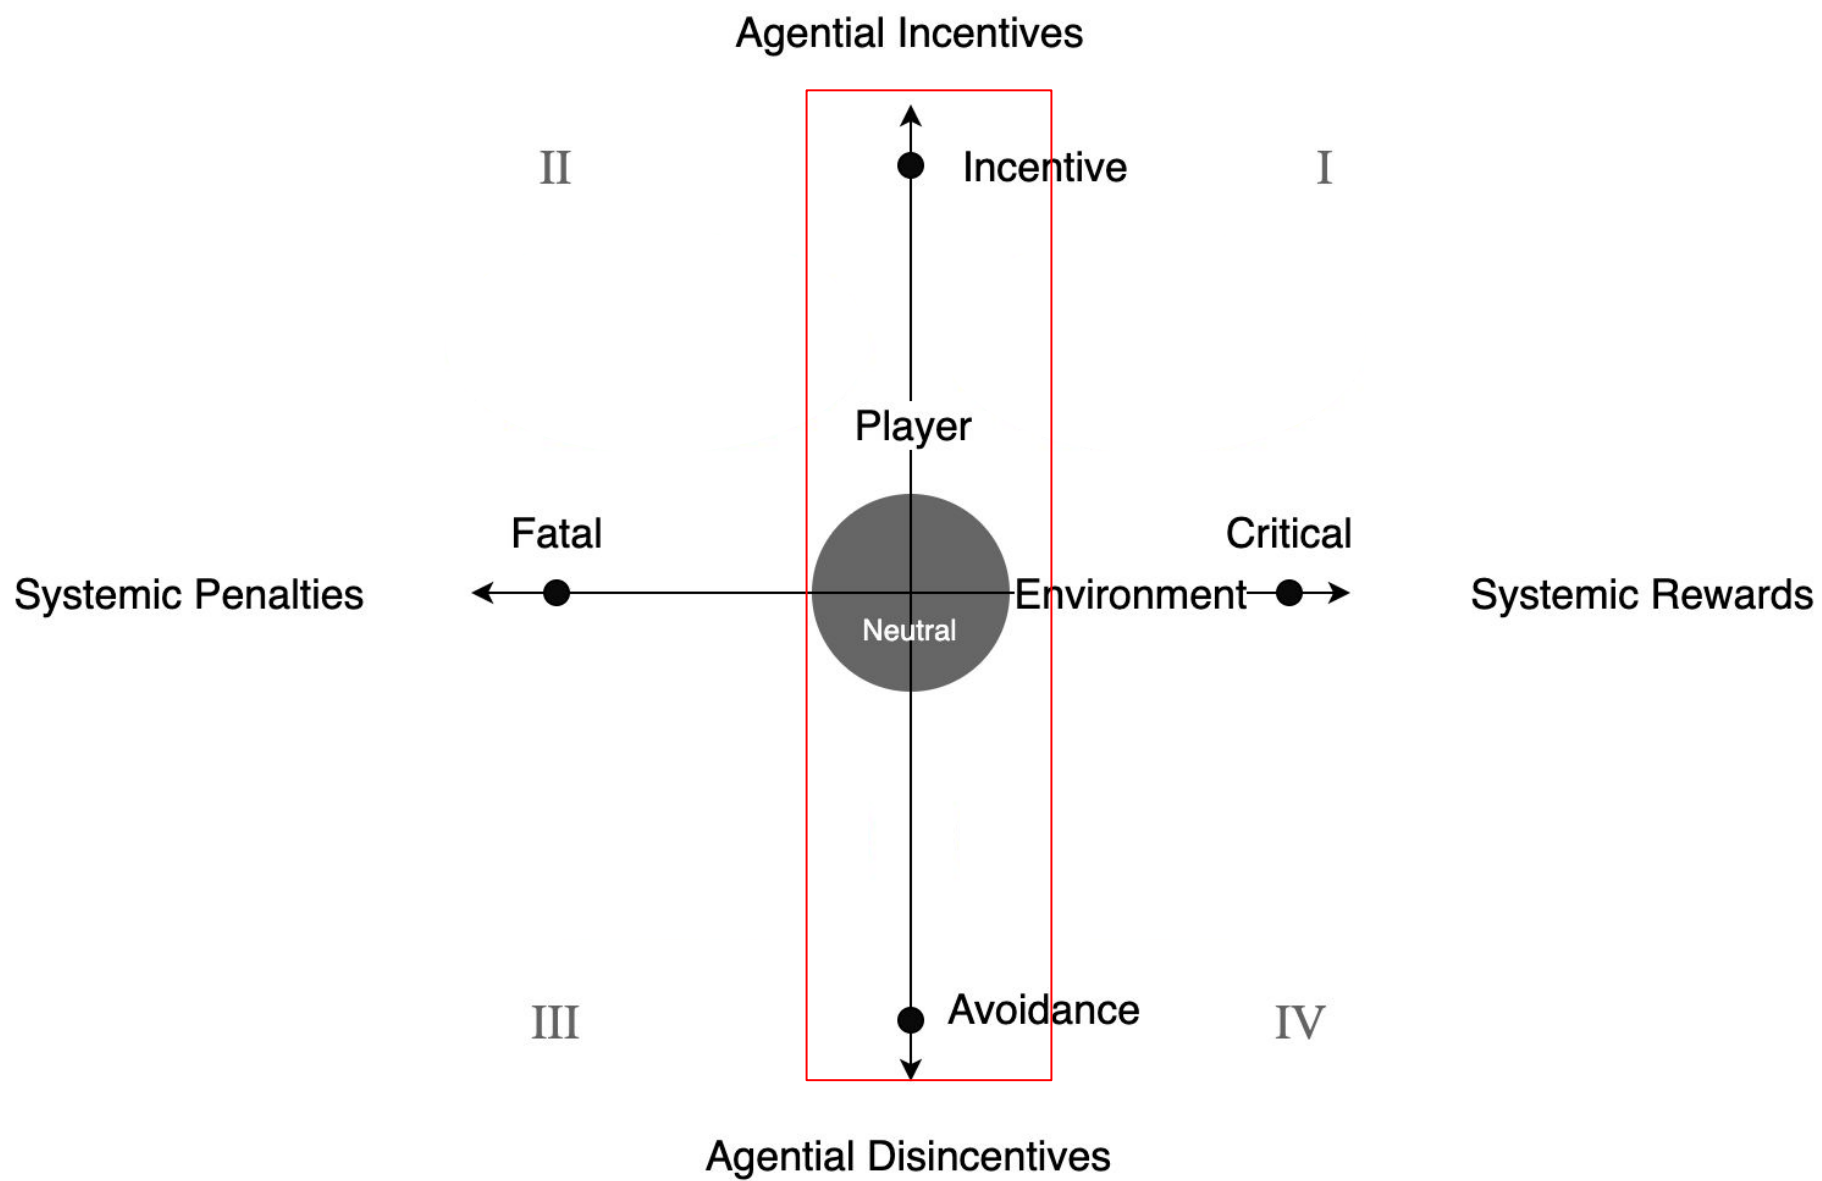 Agential Incentives
II
Incentive
I
Player
Fatal
Critical
Systemic Penalties
Environment
Systemic Rewards
Neutral
Avoidance
III
IV
Agential Disincentives